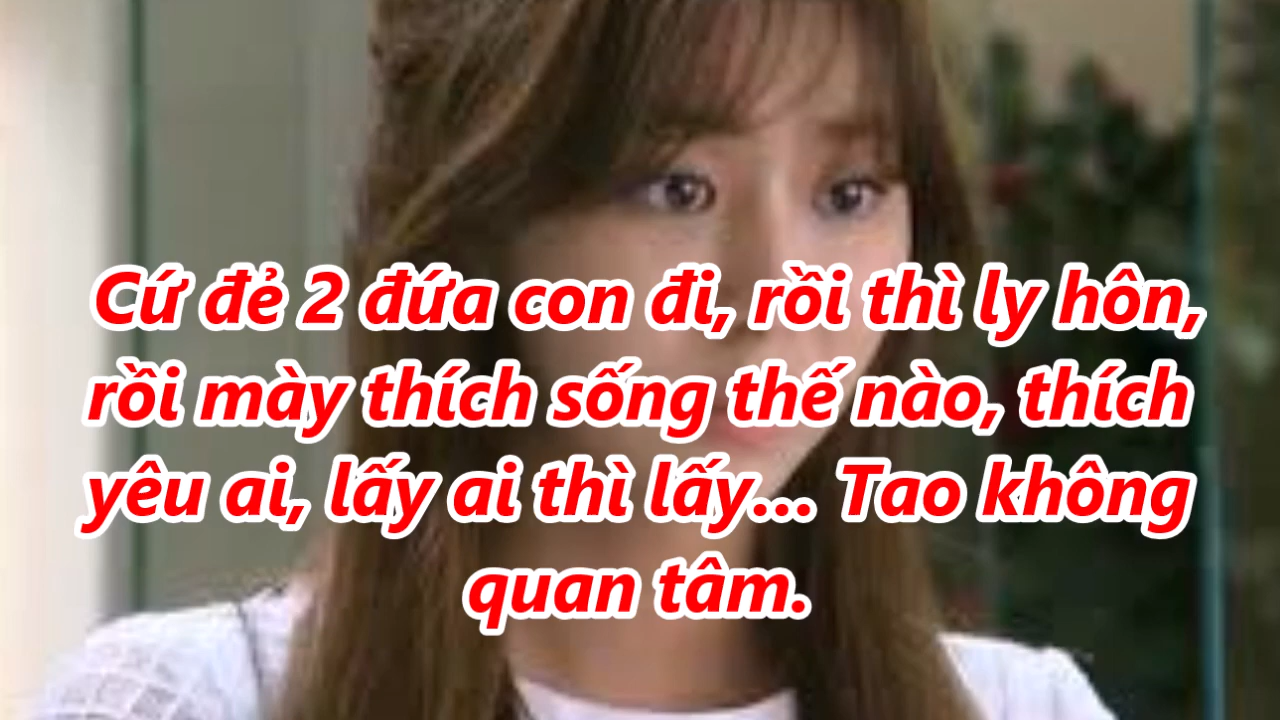 Cứ đẻ 2 đứa con đi, rồi thì ly hôn,
rồi mày thích sống thế nào, thích
yêu ai, lấy ai thì lấy... Tao không
quan tâm.